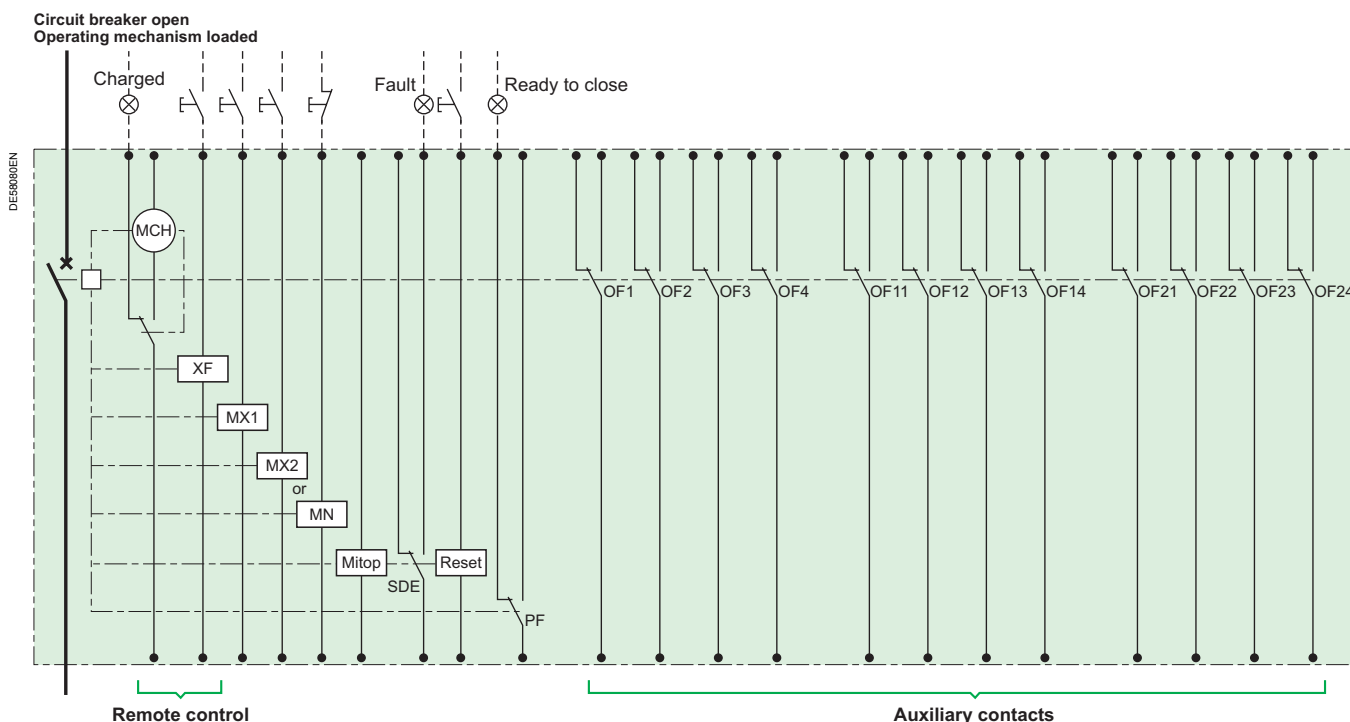 Circuit breaker open
Operating mechanism loaded
Charged
Fault
Ready to close
DE58080EN
MCH
OF1
OF2
OF3
OF4
OF11
OF12
OF13
OF14
OF21
OF22
OF23
OF24
XF
MX1
MX2
or
MN
Mitop
SDE
Reset
PF
Remote control
Auxiliary contacts